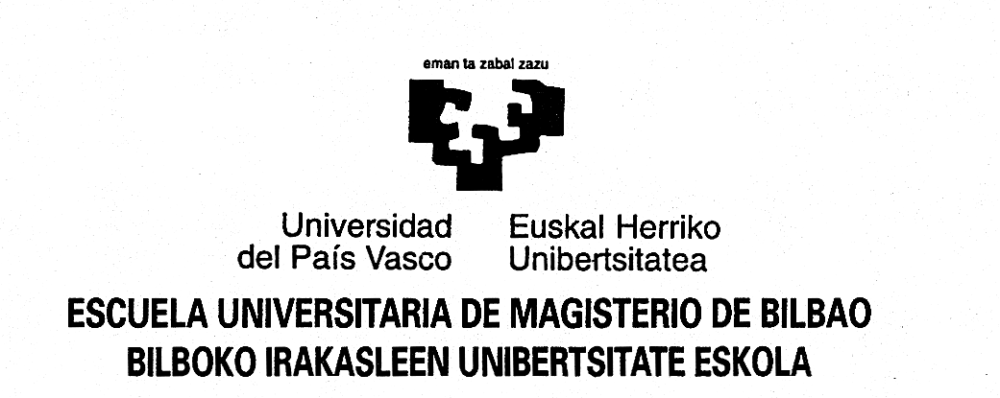 eman ta zabal zazu
Universidad
del País Vasco
Euskal Herriko
Unibertsitatea
ESCUELA UNIVERSITARIA DE MAGISTERIO DE BILBAO
BILBOKO IRAKASLEEN UNIBERTSITATE ESKOLA